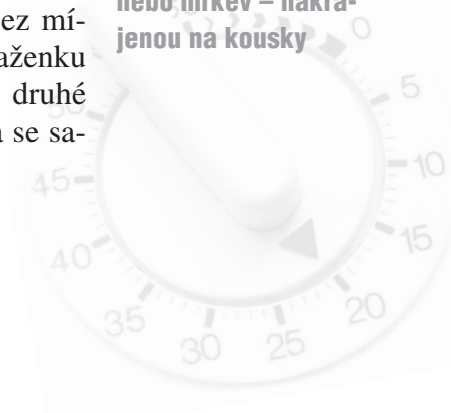 ez mí-
aženku
druhé
se sa-
nebo mrkev – nakrá-
jenou na kousky
0
5
10
15
20
25
30
35
40
45